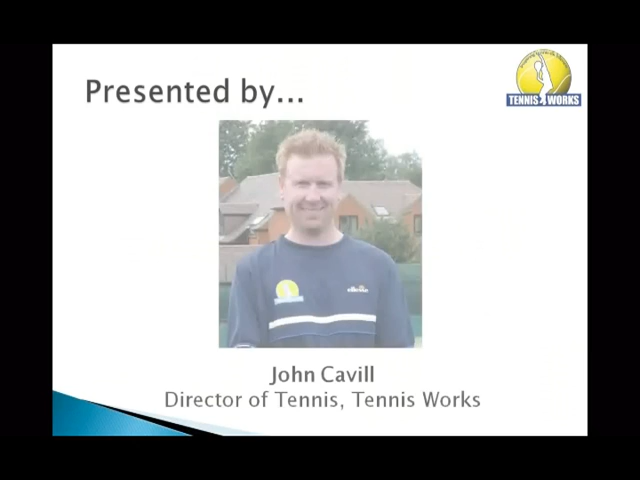 Presented by...
TENNIS WORKS
ellesse
John Cavill
Director of Tennis, Tennis Works